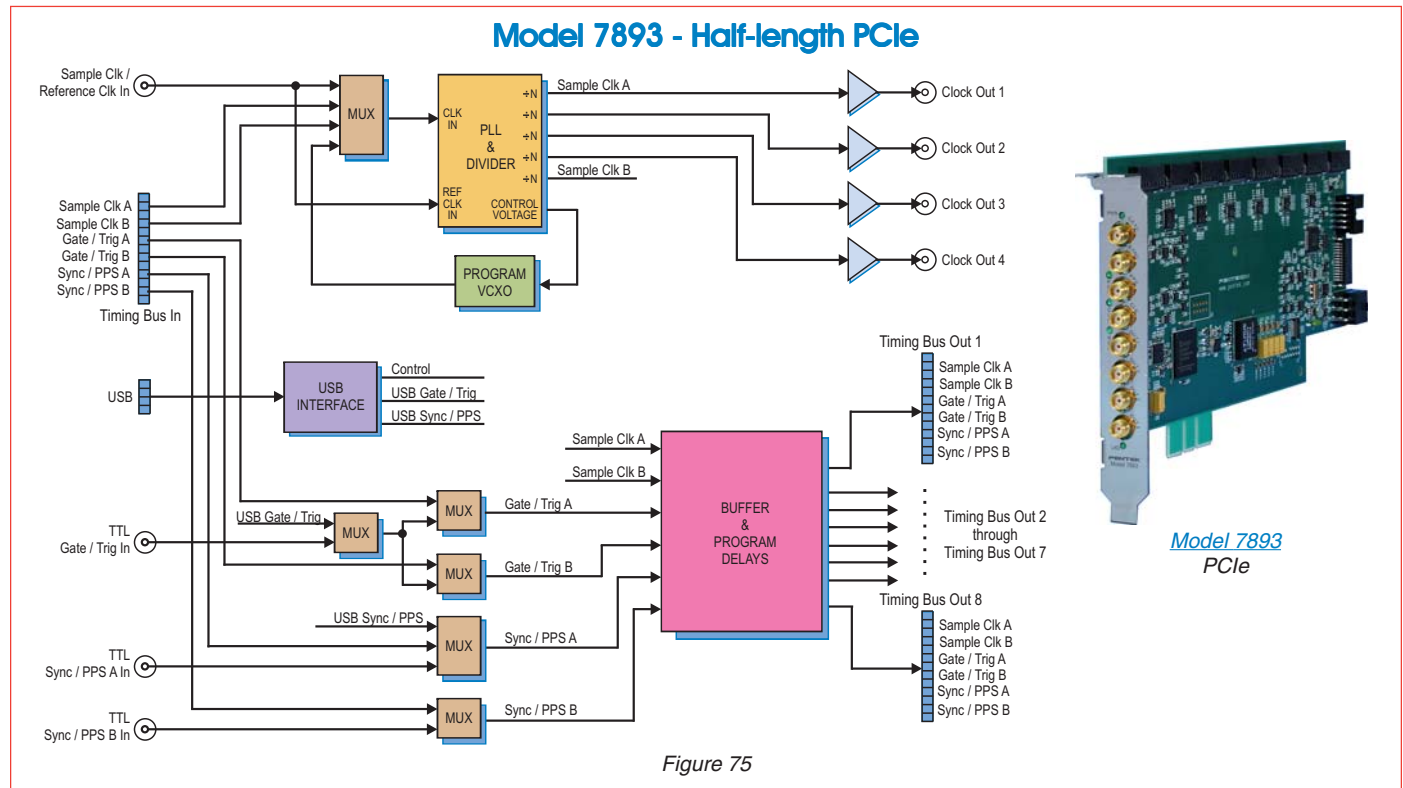 Model 7893 - Half-length PCIe
Sample Clk /
Reference Clk In
MUX
CLK
IN
PLL
&
DIVIDER
REF
CLK
IN
CONTROL
VOLTAGE
÷N
÷N
÷N
÷N
÷N
Sample Clk A
Sample Clk B
Clock Out 1
Clock Out 2
Clock Out 3
Clock Out 4
PROGRAM
VCXO
Sample Clk A
Sample Clk B
Gate / Trig A
Gate / Trig B
Sync / PPS A
Sync / PPS B
Timing Bus In
USB
USB
INTERFACE
Control
USB Gate / Trig
USB Sync / PPS
TTL
Gate / Trig In
USB Gate / Trig
MUX
MUX
Gate / Trig A
MUX
Gate / Trig B
USB Sync / PPS
TTL
Sync / PPS A In
MUX
Sync / PPS A
TTL
Sync / PPS B In
MUX
Sync / PPS B
Sample Clk A
Sample Clk B
BUFFER
&
PROGRAM
DELAYS
Timing Bus Out 1
Sample Clk A
Sample Clk B
Gate / Trig A
Gate / Trig B
Sync / PPS A
Sync / PPS B
Timing Bus Out 2
through
Timing Bus Out 7
Timing Bus Out 8
Sample Clk A
Sample Clk B
Gate / Trig A
Gate / Trig B
Sync / PPS A
Sync / PPS B
PENTEK
Model 7893
Model 7893
PCIe
Figure 75